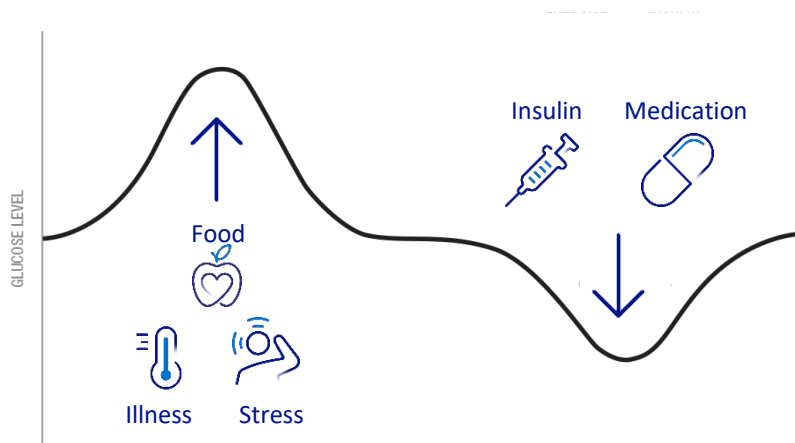 Insulin
Medication
GLUCOSE LEVEL
Food
Illness
Stress